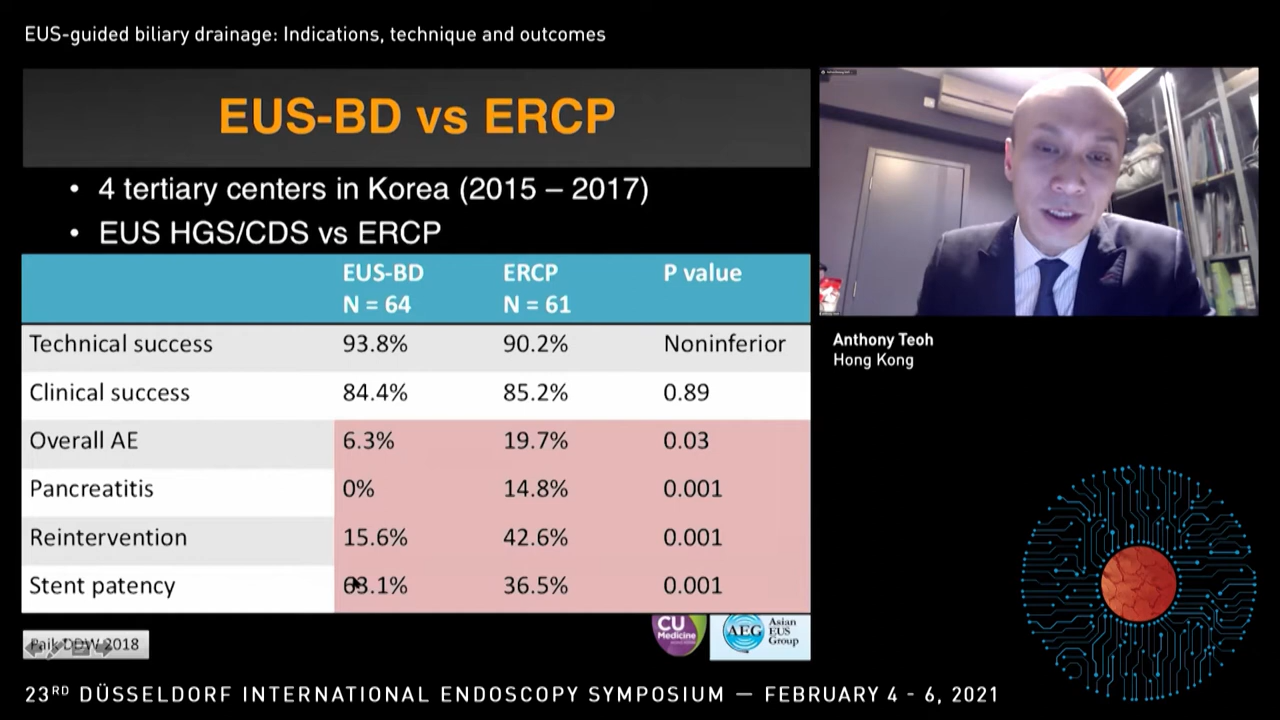 EUS-guided biliary drainage: Indications, technique and outcomes
EUS-BD vs ERCP
• 4 tertiary centers in Korea (2015 – 2017)
• EUS HGS/CDS vs ERCP
EUS-BD ERCP P value
N = 64 N = 61
Technical success 93.8% 90.2% Noninferior
Clinical success 84.4% 85.2% 0.89
Overall AE 6.3% 19.7% 0.03
Pancreatitis 0% 14.8% 0.001
Reintervention 15.6% 42.6% 0.001
Stent patency 63.1% 36.5% 0.001
Paik DDW 2018
CU
Medicine
AEG
Asian
EUS
Group
Anthony Teoh
Hong Kong
23RD DÜSSELDORF INTERNATIONAL ENDOSCOPY SYMPOSIUM — FEBRUARY 4 - 6, 2021